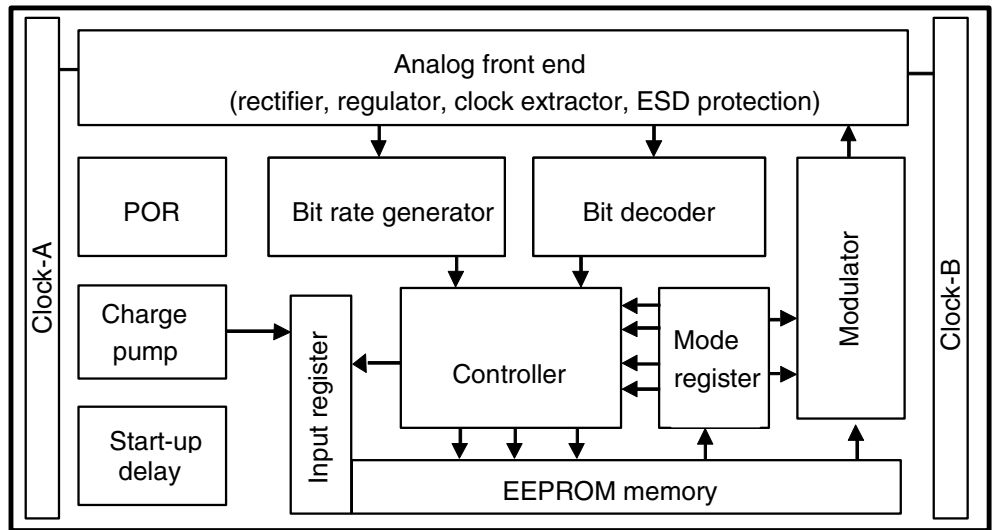 Analog front end
(rectifier, regulator, clock extractor, ESD protection)
Clock-A
POR
Bit rate generator
Bit decoder
Modulator
Clock-B
Charge
pump
Input register
Controller
Mode
register
Start-up
delay
EEPROM memory